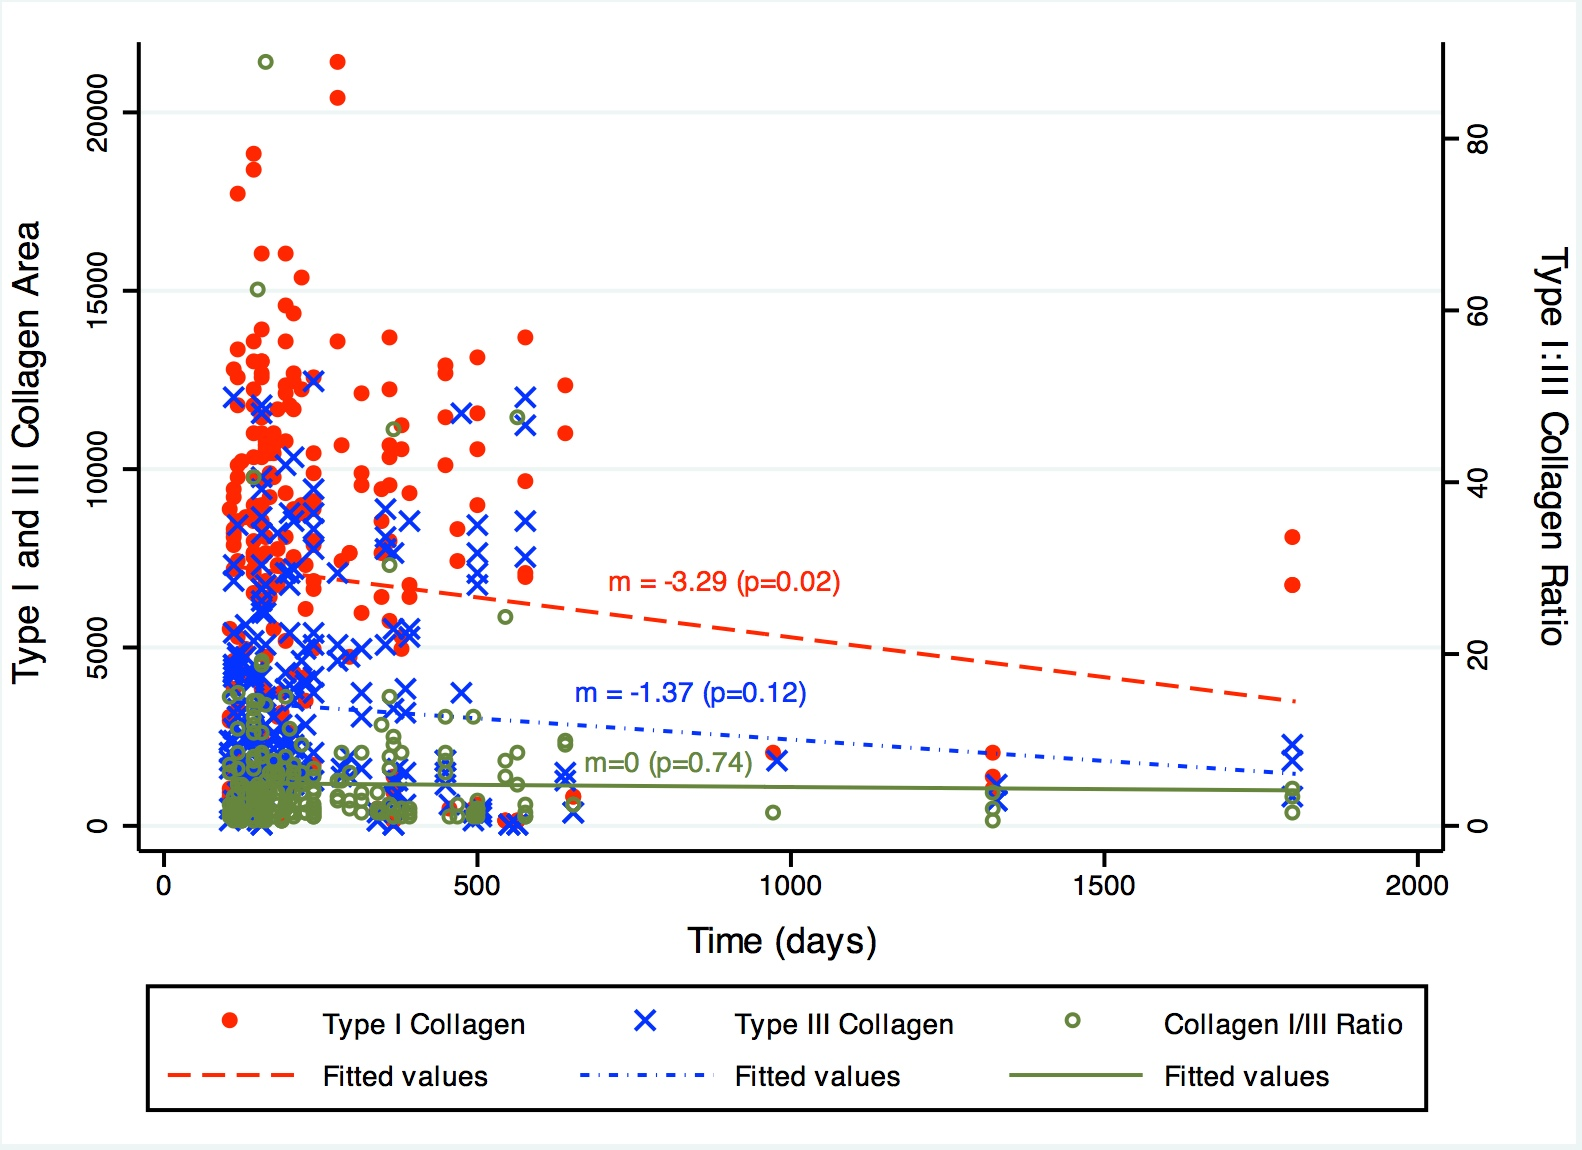 Type I and III Collagen Area
20000
15000
10000
5000
0
80
60
40
20
0
Type I:III Collagen Ratio
m = -3.29 (p=0.02)
m = -1.37 (p=0.12)
m=0 (p=0.74)
0 500 1000 1500 2000
Time (days)
Type I Collagen Type III Collagen Collagen I/III Ratio
Fitted values Fitted values Fitted values